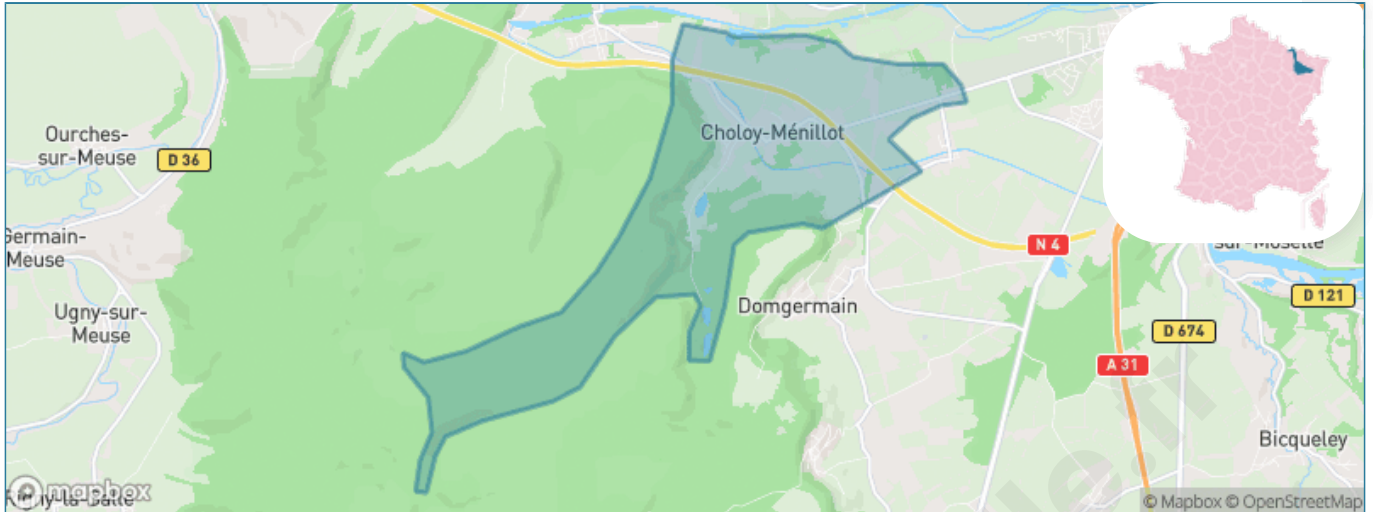 Ourches-
sur-Meuse
D 36
Choloy-Ménillot
Germain-
Meuse
N 4
sur-Moselle
Ugny-sur-
Meuse
Domgermain
D 121
D 674
A 31
Bicqueley
mapbox
© Mapbox © OpenStreetMap